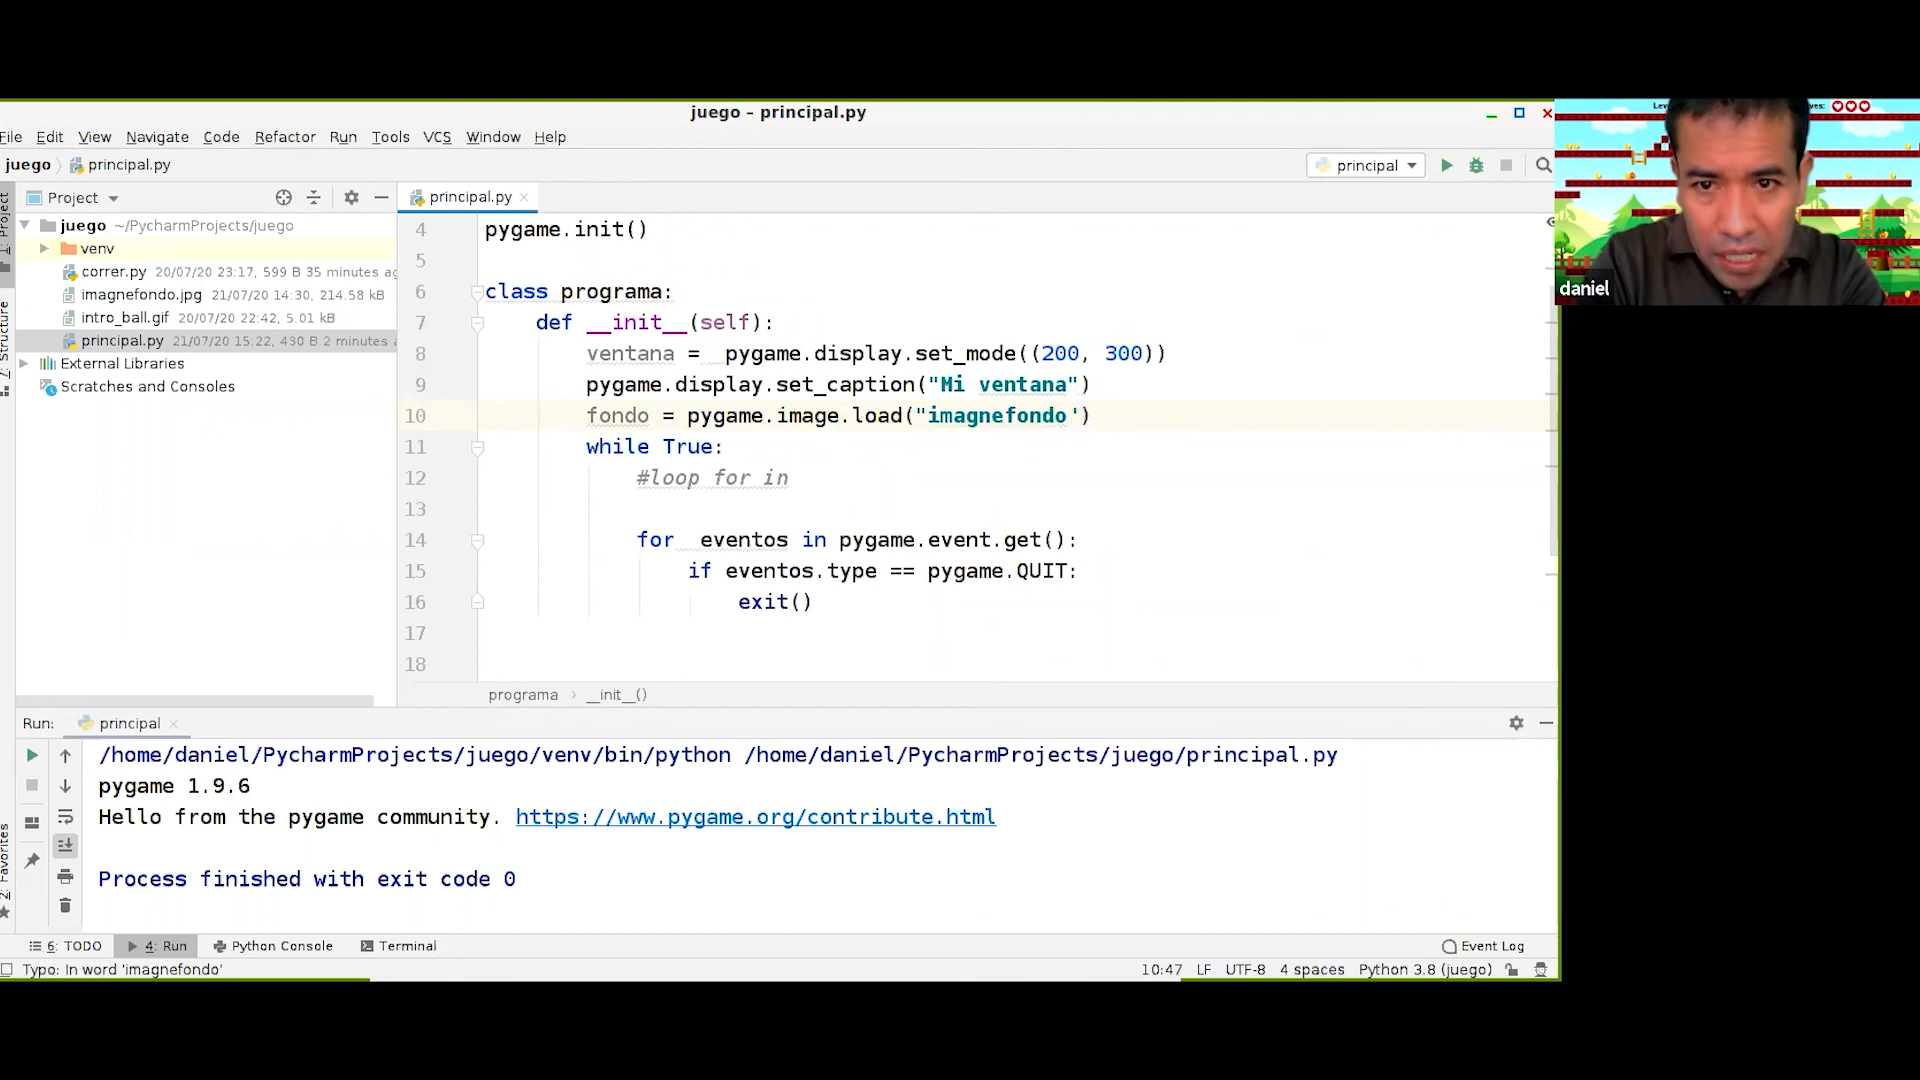 juego – principal.py
File Edit View Navigate Code Refactor Run Tools VCS Window Help
juego principal.py
principal
Project
principal.py
1: Project
juego ~/PycharmProjects/juego
venv
correr.py 20/07/20 23:17, 599 B 35 minutes ag
imagnefondo.jpg 21/07/20 14:30, 214.58 kB
intro_ball.gif 20/07/20 22:42, 5.01 kB
principal.py 21/07/20 15:22, 430 B 2 minutes a
External Libraries
Scratches and Consoles
7: Structure
4 pygame.init()
5
6 class programa:
7 def __init__(self):
8 ventana = pygame.display.set_mode((200, 300))
9 pygame.display.set_caption("Mi ventana")
10 fondo = pygame.image.load("imagnefondo')
11 while True:
12 #loop for in
13
14 for eventos in pygame.event.get():
15 if eventos.type == pygame.QUIT:
16 exit()
17
18
programa › __init__()
daniel
Run: principal
/home/daniel/PycharmProjects/juego/venv/bin/python /home/daniel/PycharmProjects/juego/principal.py
pygame 1.9.6
Hello from the pygame community. https://www.pygame.org/contribute.html
Process finished with exit code 0
2: Favorites
6: TODO 4: Run Python Console Terminal Event Log
Typo: In word 'imagnefondo' 10:47 LF UTF-8 4 spaces Python 3.8 (juego)